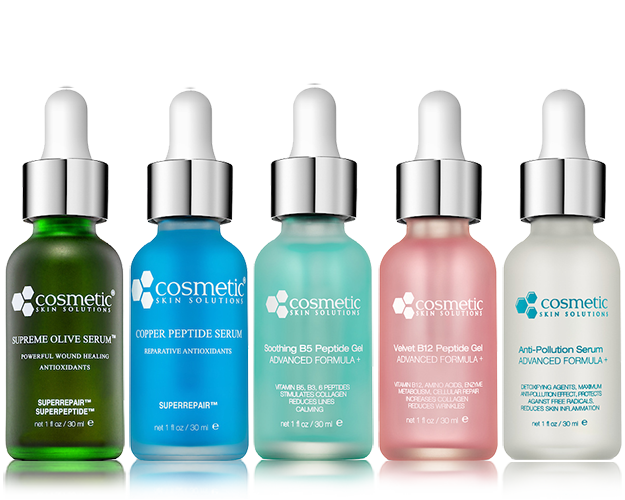 cosmetic®
SKIN SOLUTIONS
SUPREME OLIVE SERUM™
POWERFUL WOUND HEALING
ANTIOXIDANTS
SUPERREPAIR™
SUPERPEPTIDE™
net 1 fl oz / 30 ml e
cosmetic®
SKIN SOLUTIONS
COPPER PEPTIDE SERUM
REPARATIVE ANTIOXIDANTS
SUPERREPAIR™
net 1 fl oz / 30 ml e
cosmetic
SKIN SOLUTIONS
Soothing B5 Peptide Gel
ADVANCED FORMULA +
VITAMIN B5, B3, 6 PEPTIDES
STIMULATES COLLAGEN
REDUCES LINES
CALMING
net 1 fl oz / 30 ml e
cosmetic
SKIN SOLUTIONS
Velvet B12 Peptide Gel
ADVANCED FORMULA +
VITAMIN B12, AMINO ACIDS, ENZYME
METABOLISM, CELLULAR REPAIR
INCREASES COLLAGEN
REDUCES WRINKLES
net 1 fl oz / 30 ml e
cosmetic
SKIN SOLUTIONS
Anti-Pollution Serum
ADVANCED FORMULA +
DETOXIFYING AGENTS, MAXIMUM
ANTI-POLLUTION EFFECT, PROTECTS
AGAINST FREE RADICALS,
REDUCES SKIN INFLAMMATION
net 1 fl oz / 30 ml e